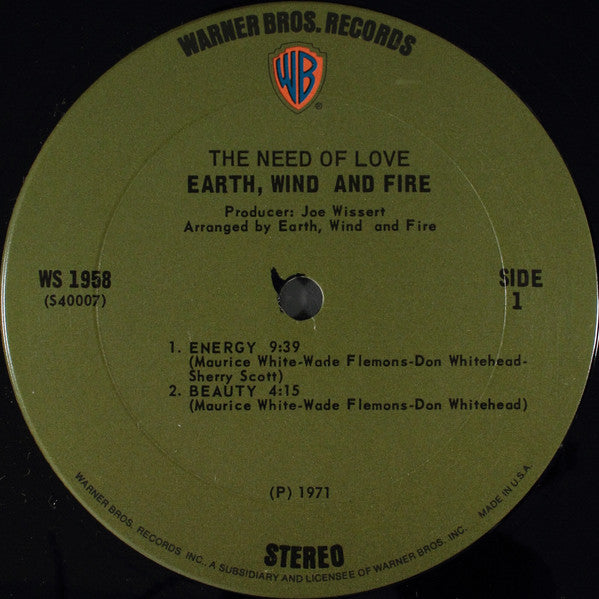 WARNER BROS. RECORDS
WB
®
THE NEED OF LOVE
EARTH, WIND AND FIRE
Producer: Joe Wissert
Arranged by Earth, Wind and Fire
WS 1958
(S40007)
SIDE
1
1. ENERGY 9:39
(Maurice White-Wade Flemons-Don Whitehead-
Sherry Scott)
2. BEAUTY 4:15
(Maurice White-Wade Flemons-Don Whitehead)
(P) 1971
STEREO
WARNER BROS. RECORDS INC., A SUBSIDIARY AND LICENSEE OF WARNER BROS. INC. MADE IN U.S.A.